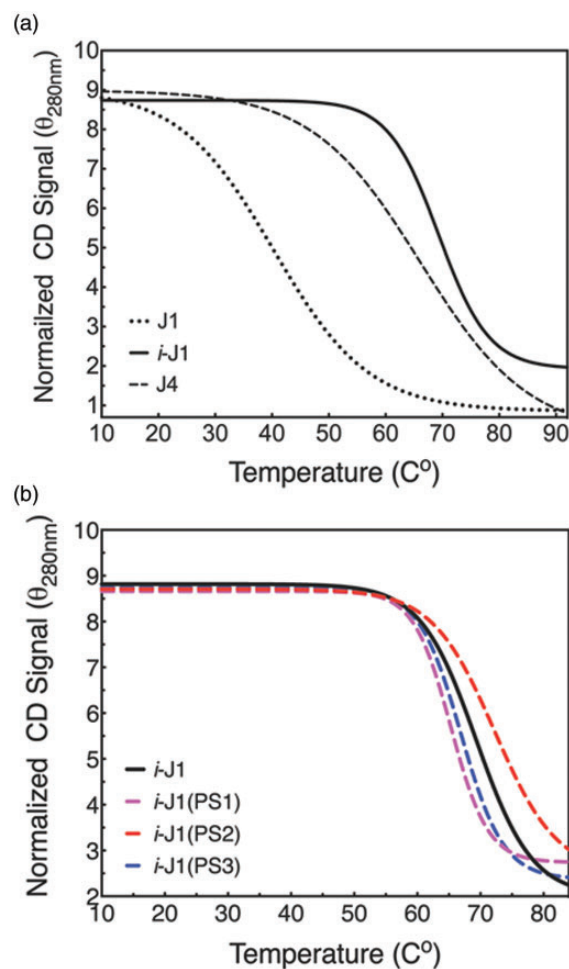 (a)
10
9
8
7
6
5
4
3
2
1
Normailzed CD Signal (θ280nm)
J1
i-J1
J4
10 20 30 40 50 60 70 80 90
Temperature (Cº)
(b)
10
9
8
7
6
5
4
3
2
Normalized CD Signal (θ280nm)
i-J1
i-J1(PS1)
i-J1(PS2)
i-J1(PS3)
10 20 30 40 50 60 70 80
Temperature (Cº)